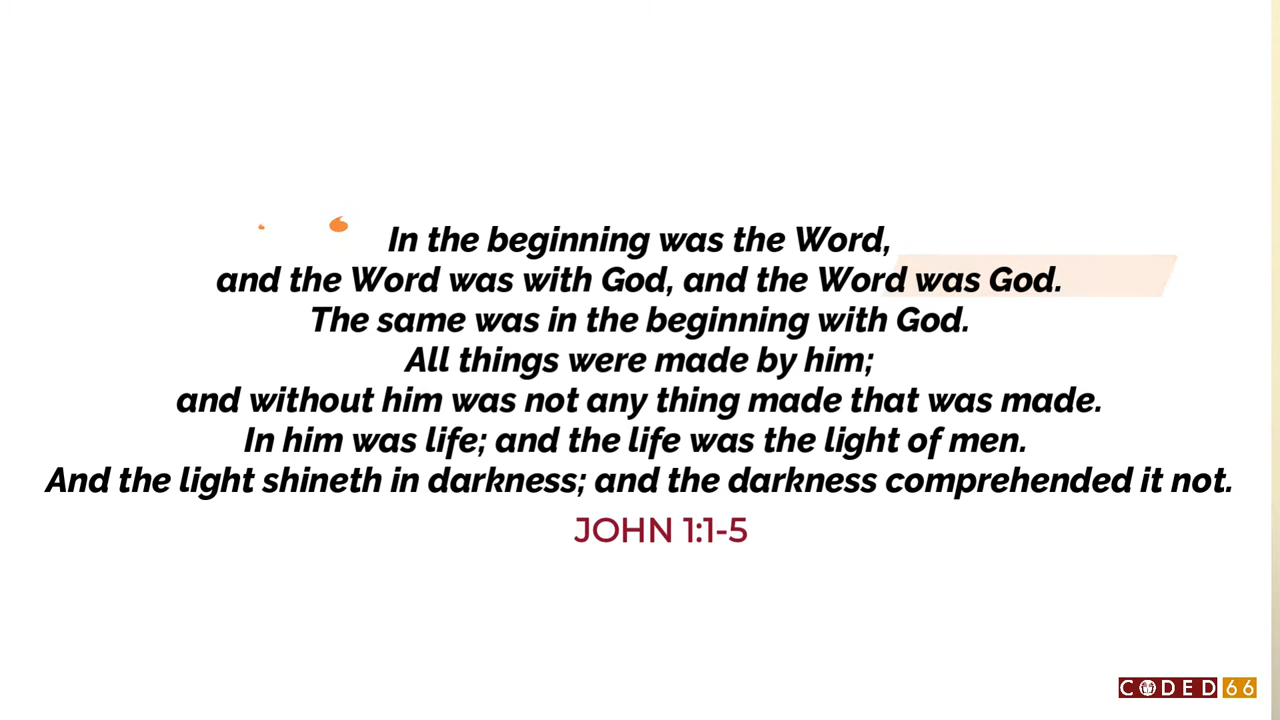 In the beginning was the Word,
and the Word was with God, and the Word was God.
The same was in the beginning with God.
All things were made by him;
and without him was not any thing made that was made.
In him was life; and the life was the light of men.
And the light shineth in darkness; and the darkness comprehended it not.
JOHN 1:1-5
CODED 66